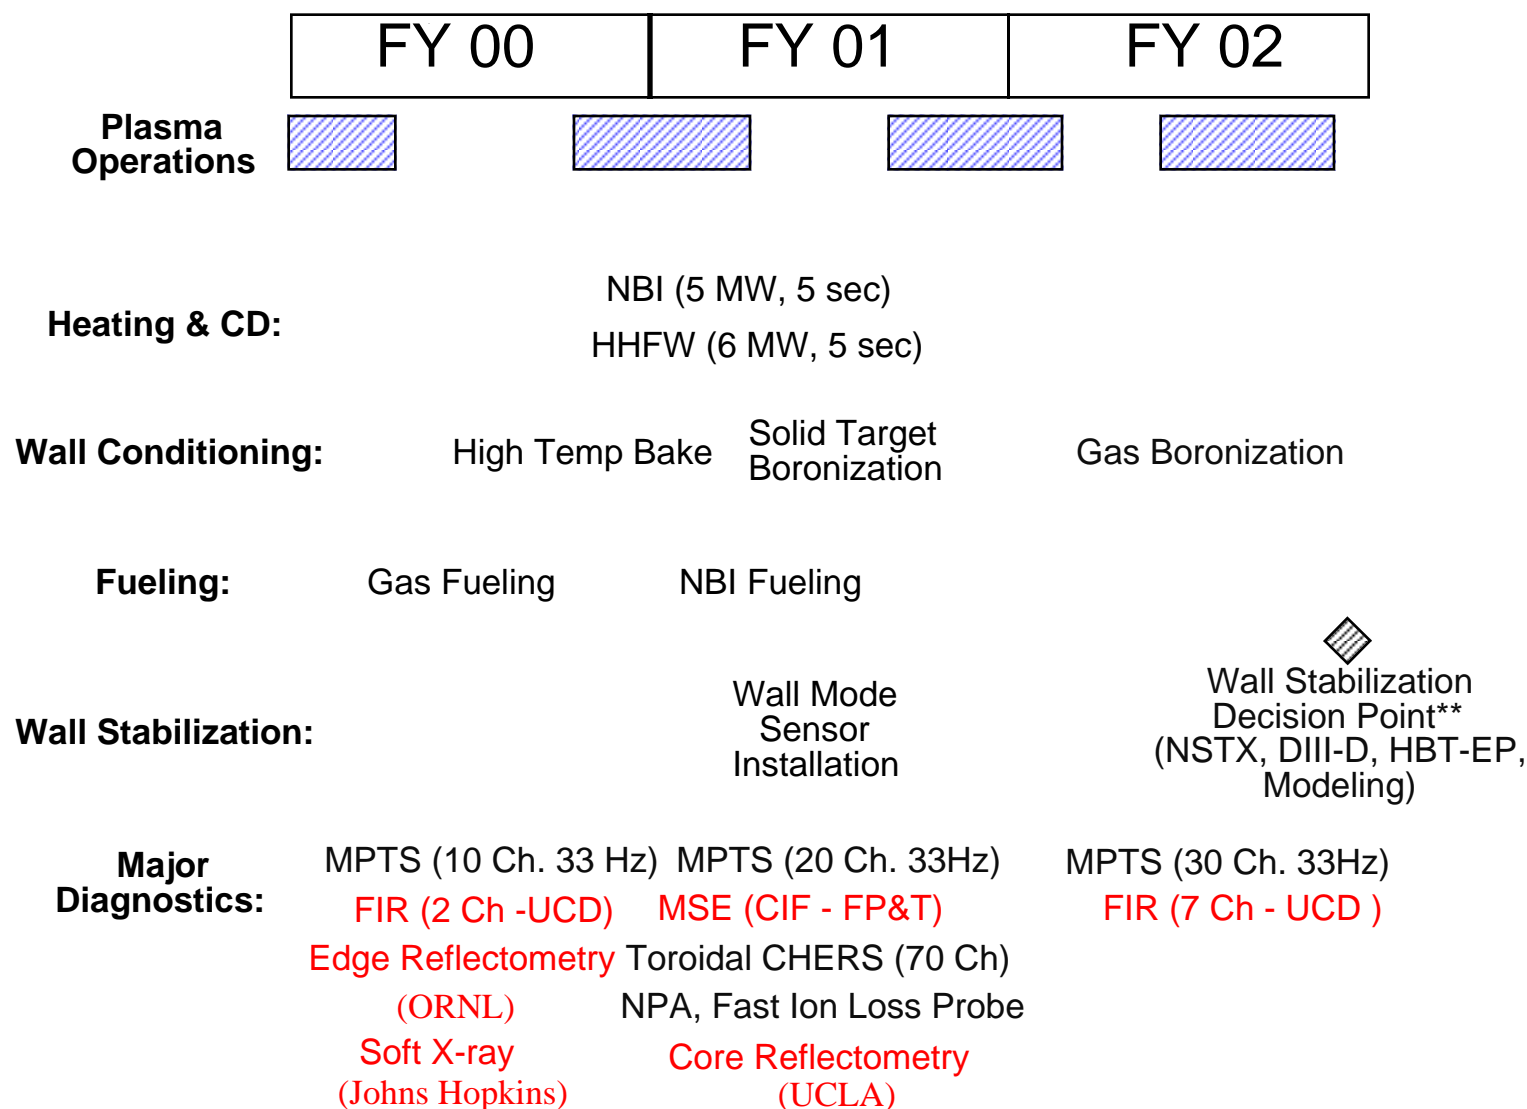 FY 00 FY 01 FY 02
Plasma
Operations
Heating & CD:
NBI (5 MW, 5 sec)
HHFW (6 MW, 5 sec)
Wall Conditioning:
High Temp Bake
Solid Target
Boronization
Gas Boronization
Fueling:
Gas Fueling
NBI Fueling
Wall Stabilization:
Wall Mode
Sensor
Installation
Wall Stabilization
Decision Point**
(NSTX, DIII-D, HBT-EP,
Modeling)
Major
Diagnostics:
MPTS (10 Ch. 33 Hz) MPTS (20 Ch. 33Hz) MPTS (30 Ch. 33Hz)
FIR (2 Ch -UCD) MSE (CIF - FP&T) FIR (7 Ch - UCD )
Edge Reflectometry Toroidal CHERS (70 Ch)
(ORNL) NPA, Fast Ion Loss Probe
Soft X-ray Core Reflectometry
(Johns Hopkins) (UCLA)